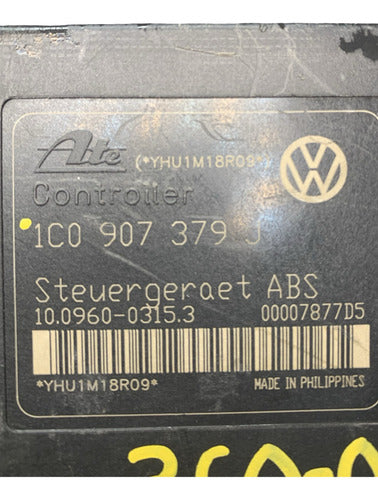 Ate (*YHU1M18R09*
Controller
1C0 907 379 J
Steuergeraet ABS
10.0960-0315.3 00007877D5
*YHU1M18R09* MADE IN PHILIPPINES